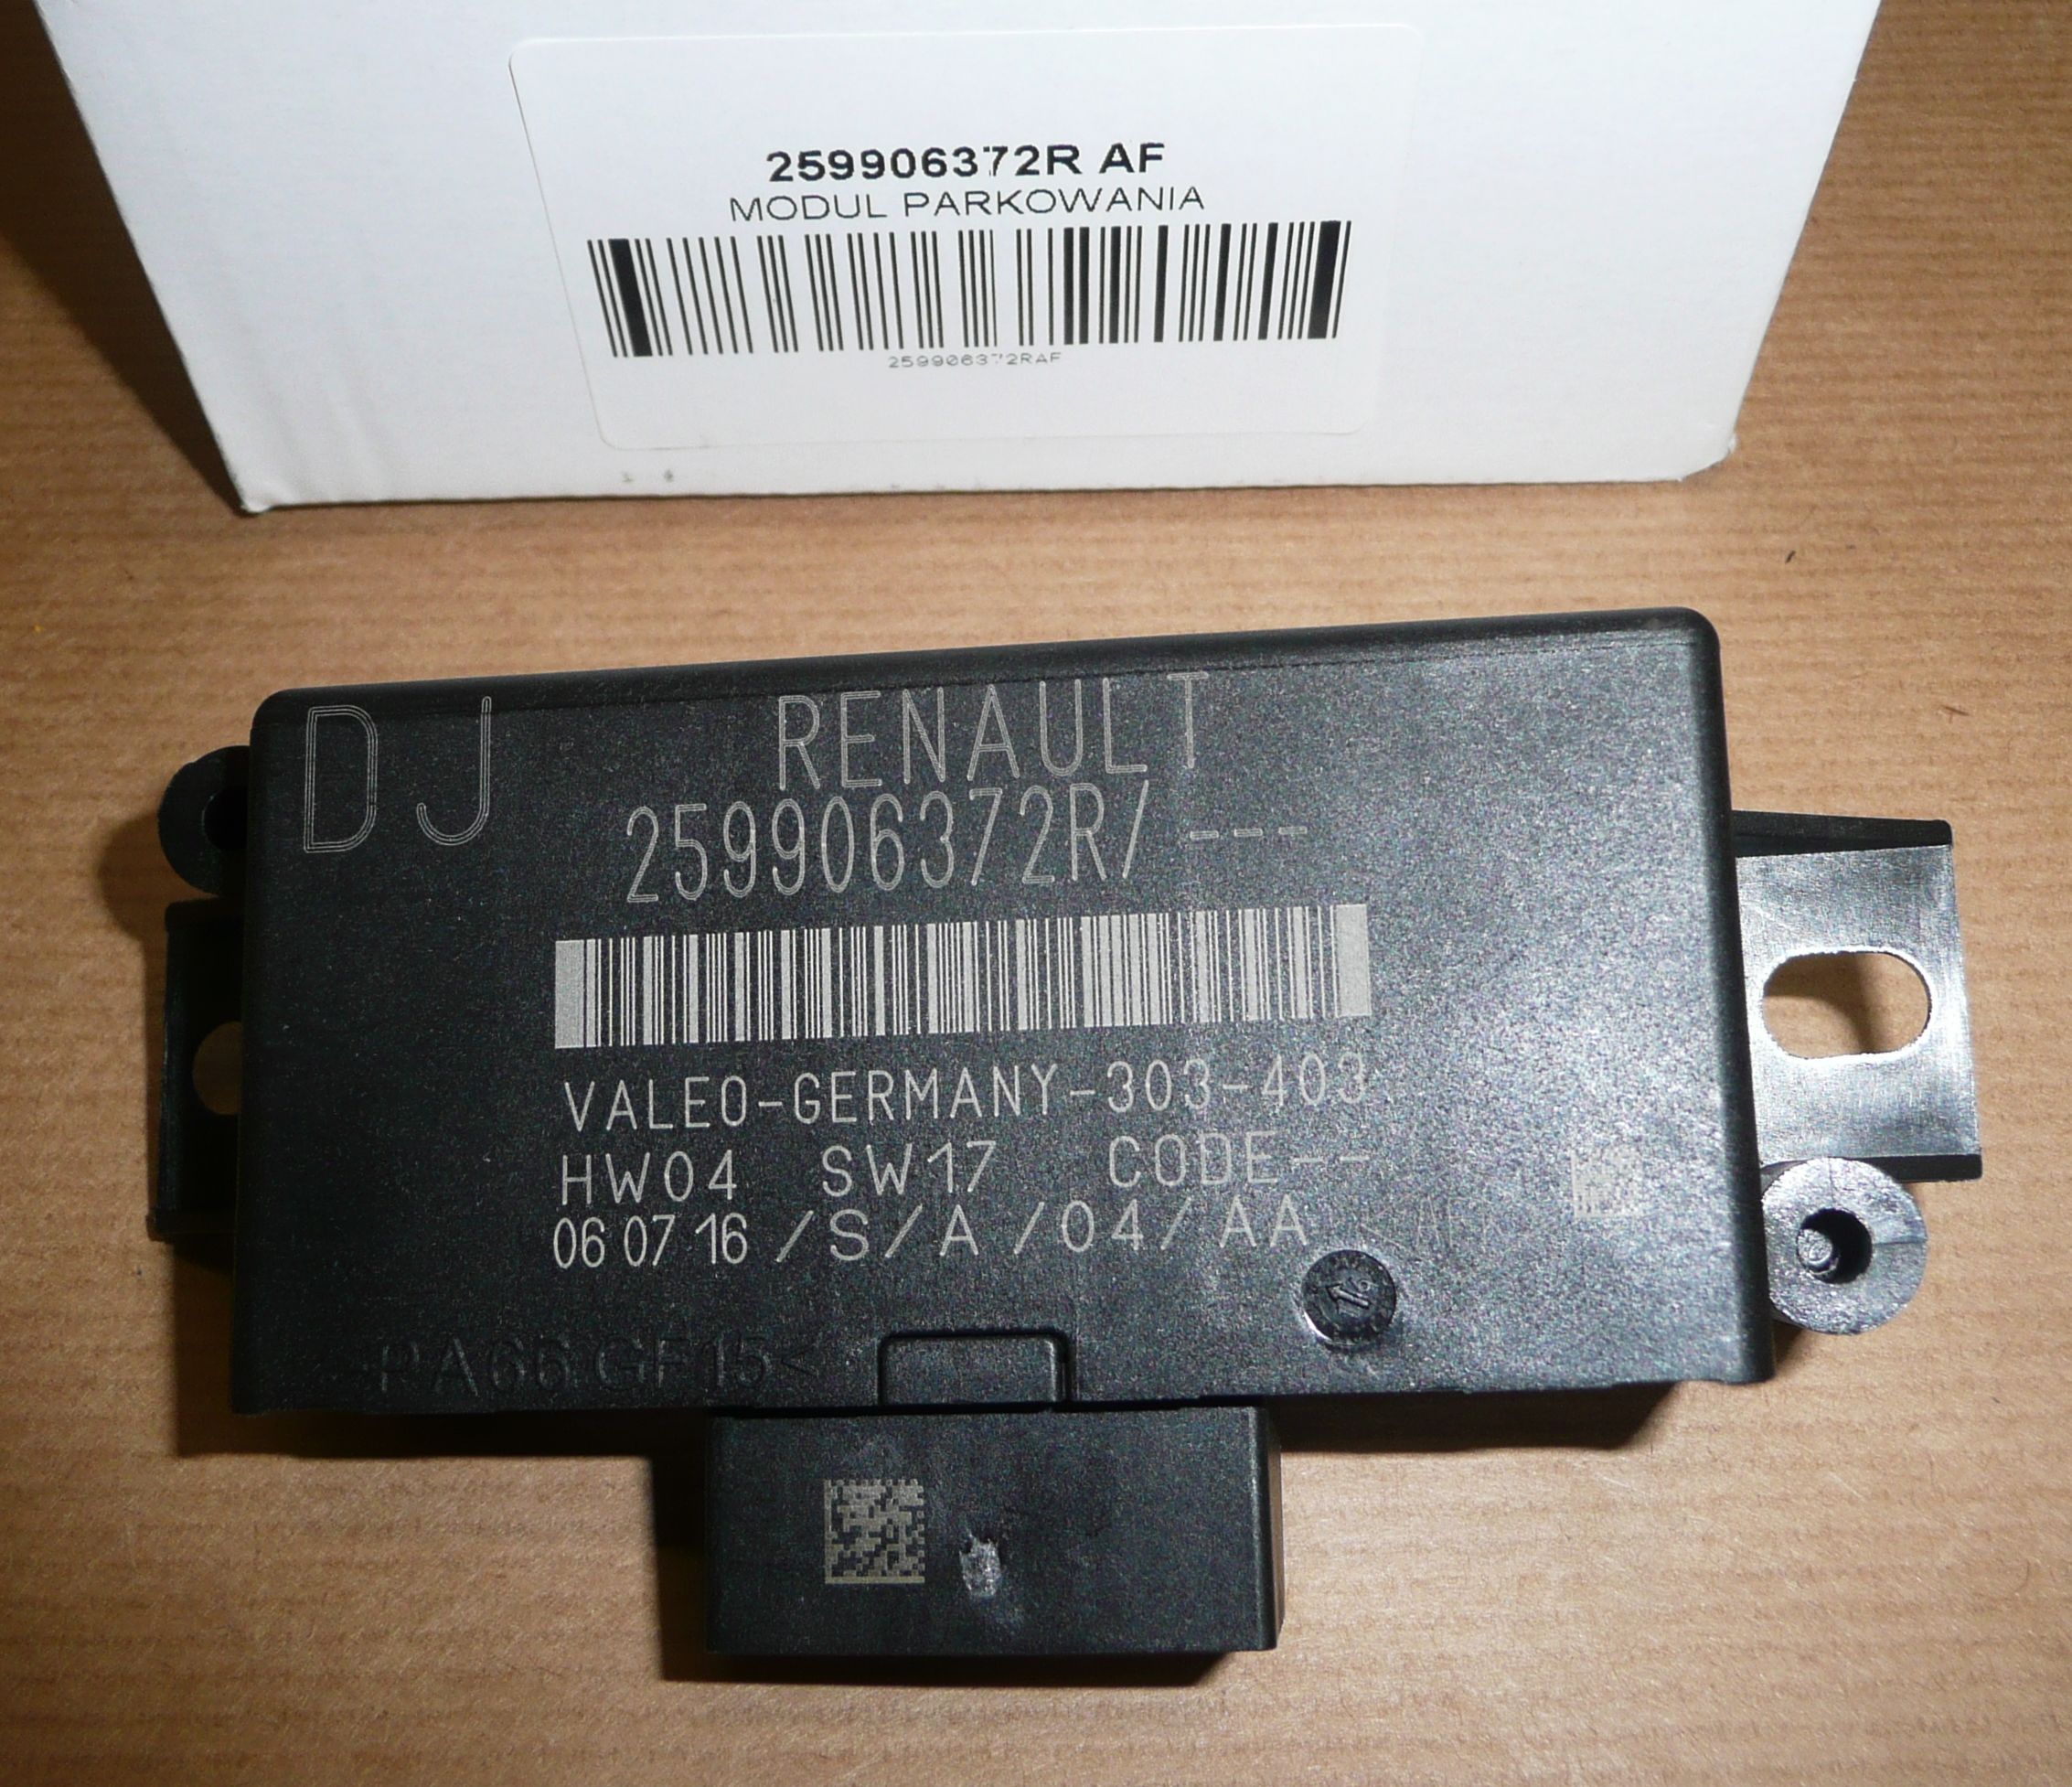 259906372R AF
MODUL PARKOWANIA
259906372RAF
DJ
RENAULT
259906372R/ ---
VALEO-GERMANY-303-403
HW04 SW17 CODE--
06 07 16 /S/A /04/AA
>PA66 GF15<